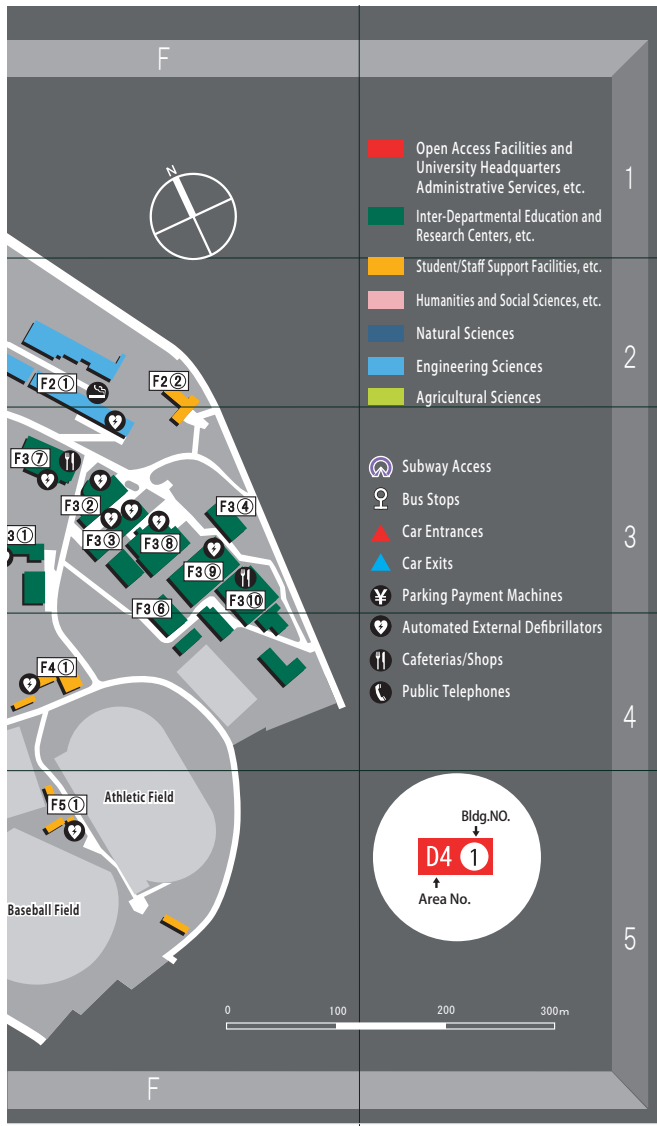 F
N
1
Open Access Facilities and
University Headquarters
Administrative Services, etc.
Inter-Departmental Education and
Research Centers, etc.
Student/Staff Support Facilities, etc.
Humanities and Social Sciences, etc.
Natural Sciences
Engineering Sciences
Agricultural Sciences
2
F2①
F2②
F3⑦
F3②
F3④
3①
F3③
F3⑧
F3⑨
F3⑩
F3⑥
Subway Access
Bus Stops
Car Entrances
Car Exits
¥ Parking Payment Machines
Automated External Defibrillators
Cafeterias/Shops
Public Telephones
3
F4①
4
F5①
Athletic Field
Baseball Field
Bldg.NO.
D4 1
Area No.
5
0 100 200 300m
F